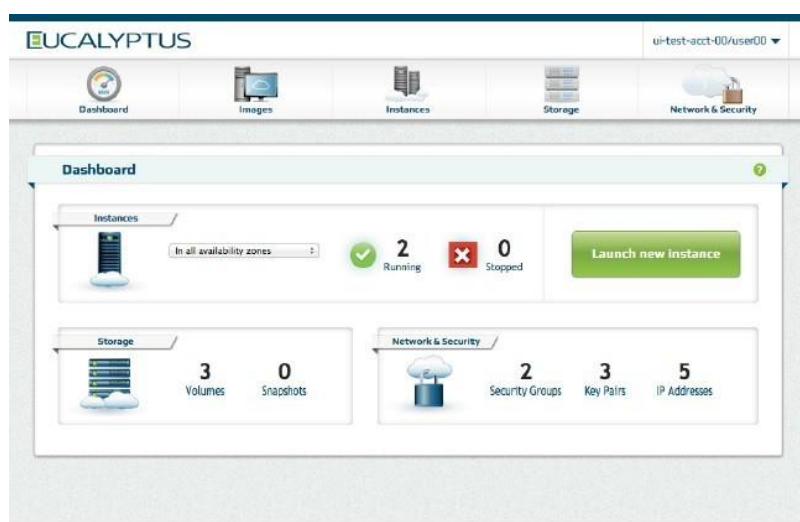 EUCALYPTUS
ui-test-acct-00/user00
Dashboard Images Instances Storage Network & Security
Dashboard
Instances
In all availability zones
2 Running
0 Stopped
Launch new instance
Storage
3 Volumes
0 Snapshots
Network & Security
2 Security Groups
3 Key Pairs
5 IP Addresses